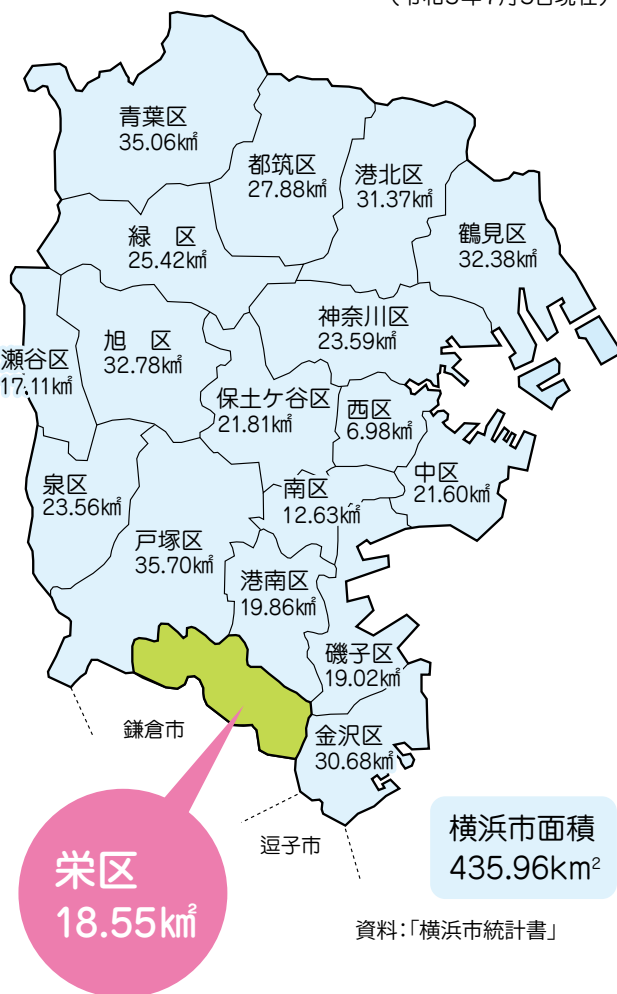 青葉区
35.06㎢
都筑区
27.88㎢
港北区
31.37㎢
鶴見区
32.38㎢
緑　区
25.42㎢
神奈川区
23.59㎢
旭　区
32.78㎢
瀬谷区
17.11㎢
保土ケ谷区
21.81㎢
西区
6.98㎢
中区
21.60㎢
泉区
23.56㎢
南区
12.63㎢
戸塚区
35.70㎢
港南区
19.86㎢
磯子区
19.02㎢
金沢区
30.68㎢
鎌倉市
逗子市
栄区
18.55㎢
横浜市面積
435.96km²
資料：「横浜市統計書」